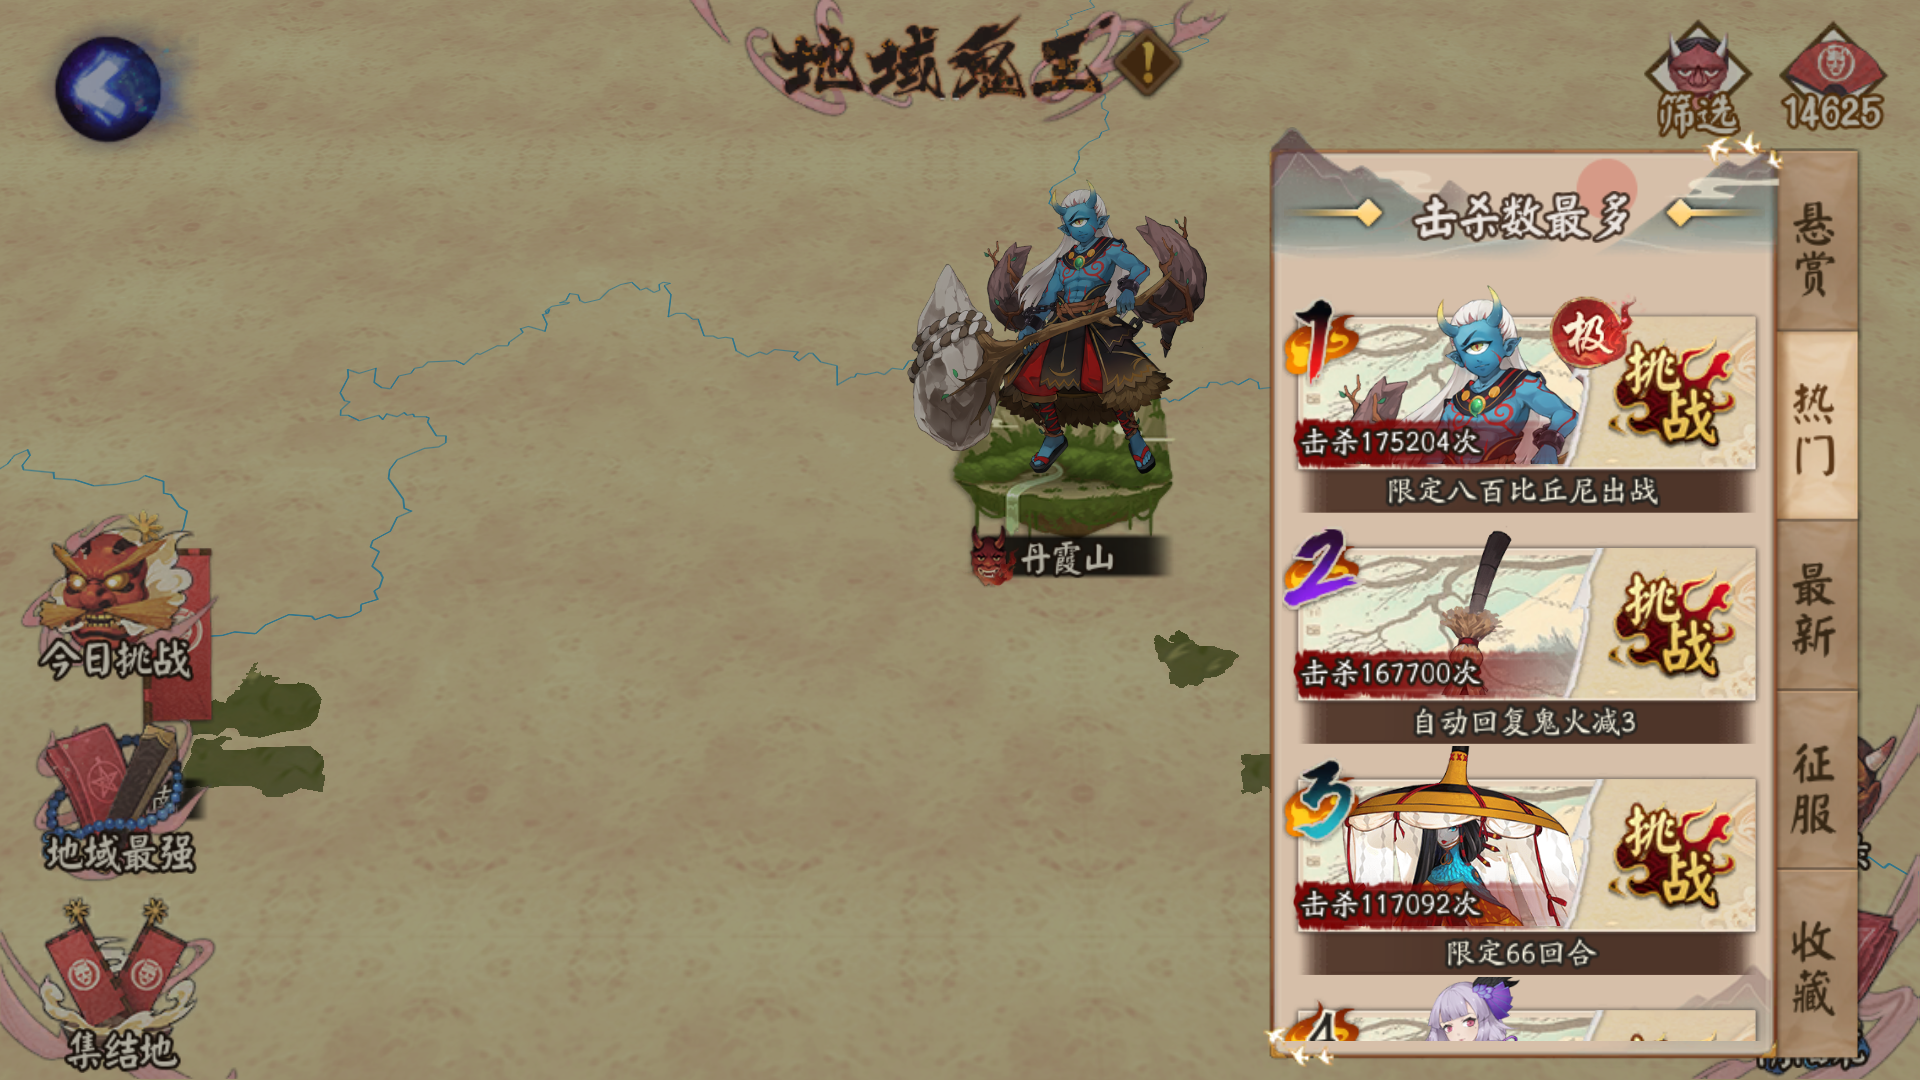 地域鬼王
筛选
14625
击杀数最多
悬赏
热门
最新
征服
收藏
1
极
挑战
击杀175204次
限定八百比丘尼出战
2
挑战
击杀167700次
自动回复鬼火减3
3
挑战
击杀117092次
限定66回合
4
丹霞山
今日挑战
地域最强
集结地